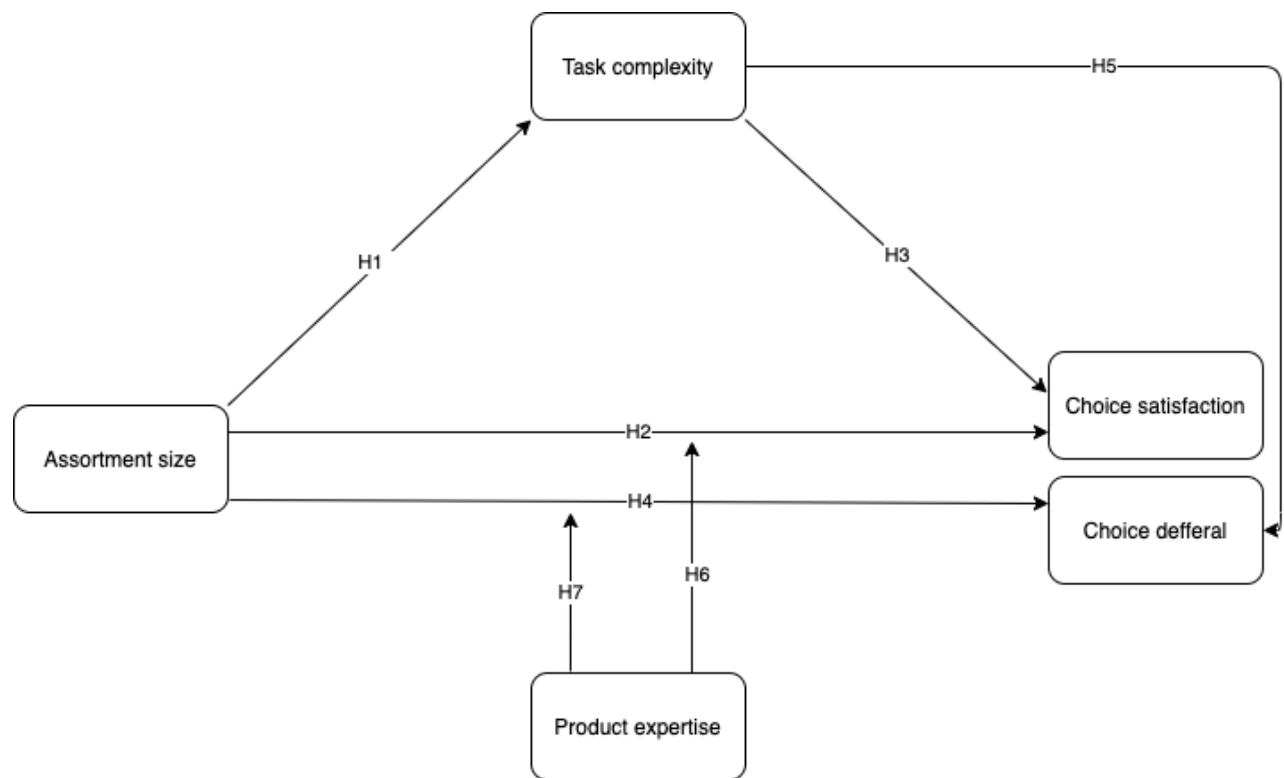 Task complexity
H5
H1
H3
Choice satisfaction
H2
Assortment size
H4
Choice defferal
H6
H7
Product expertise